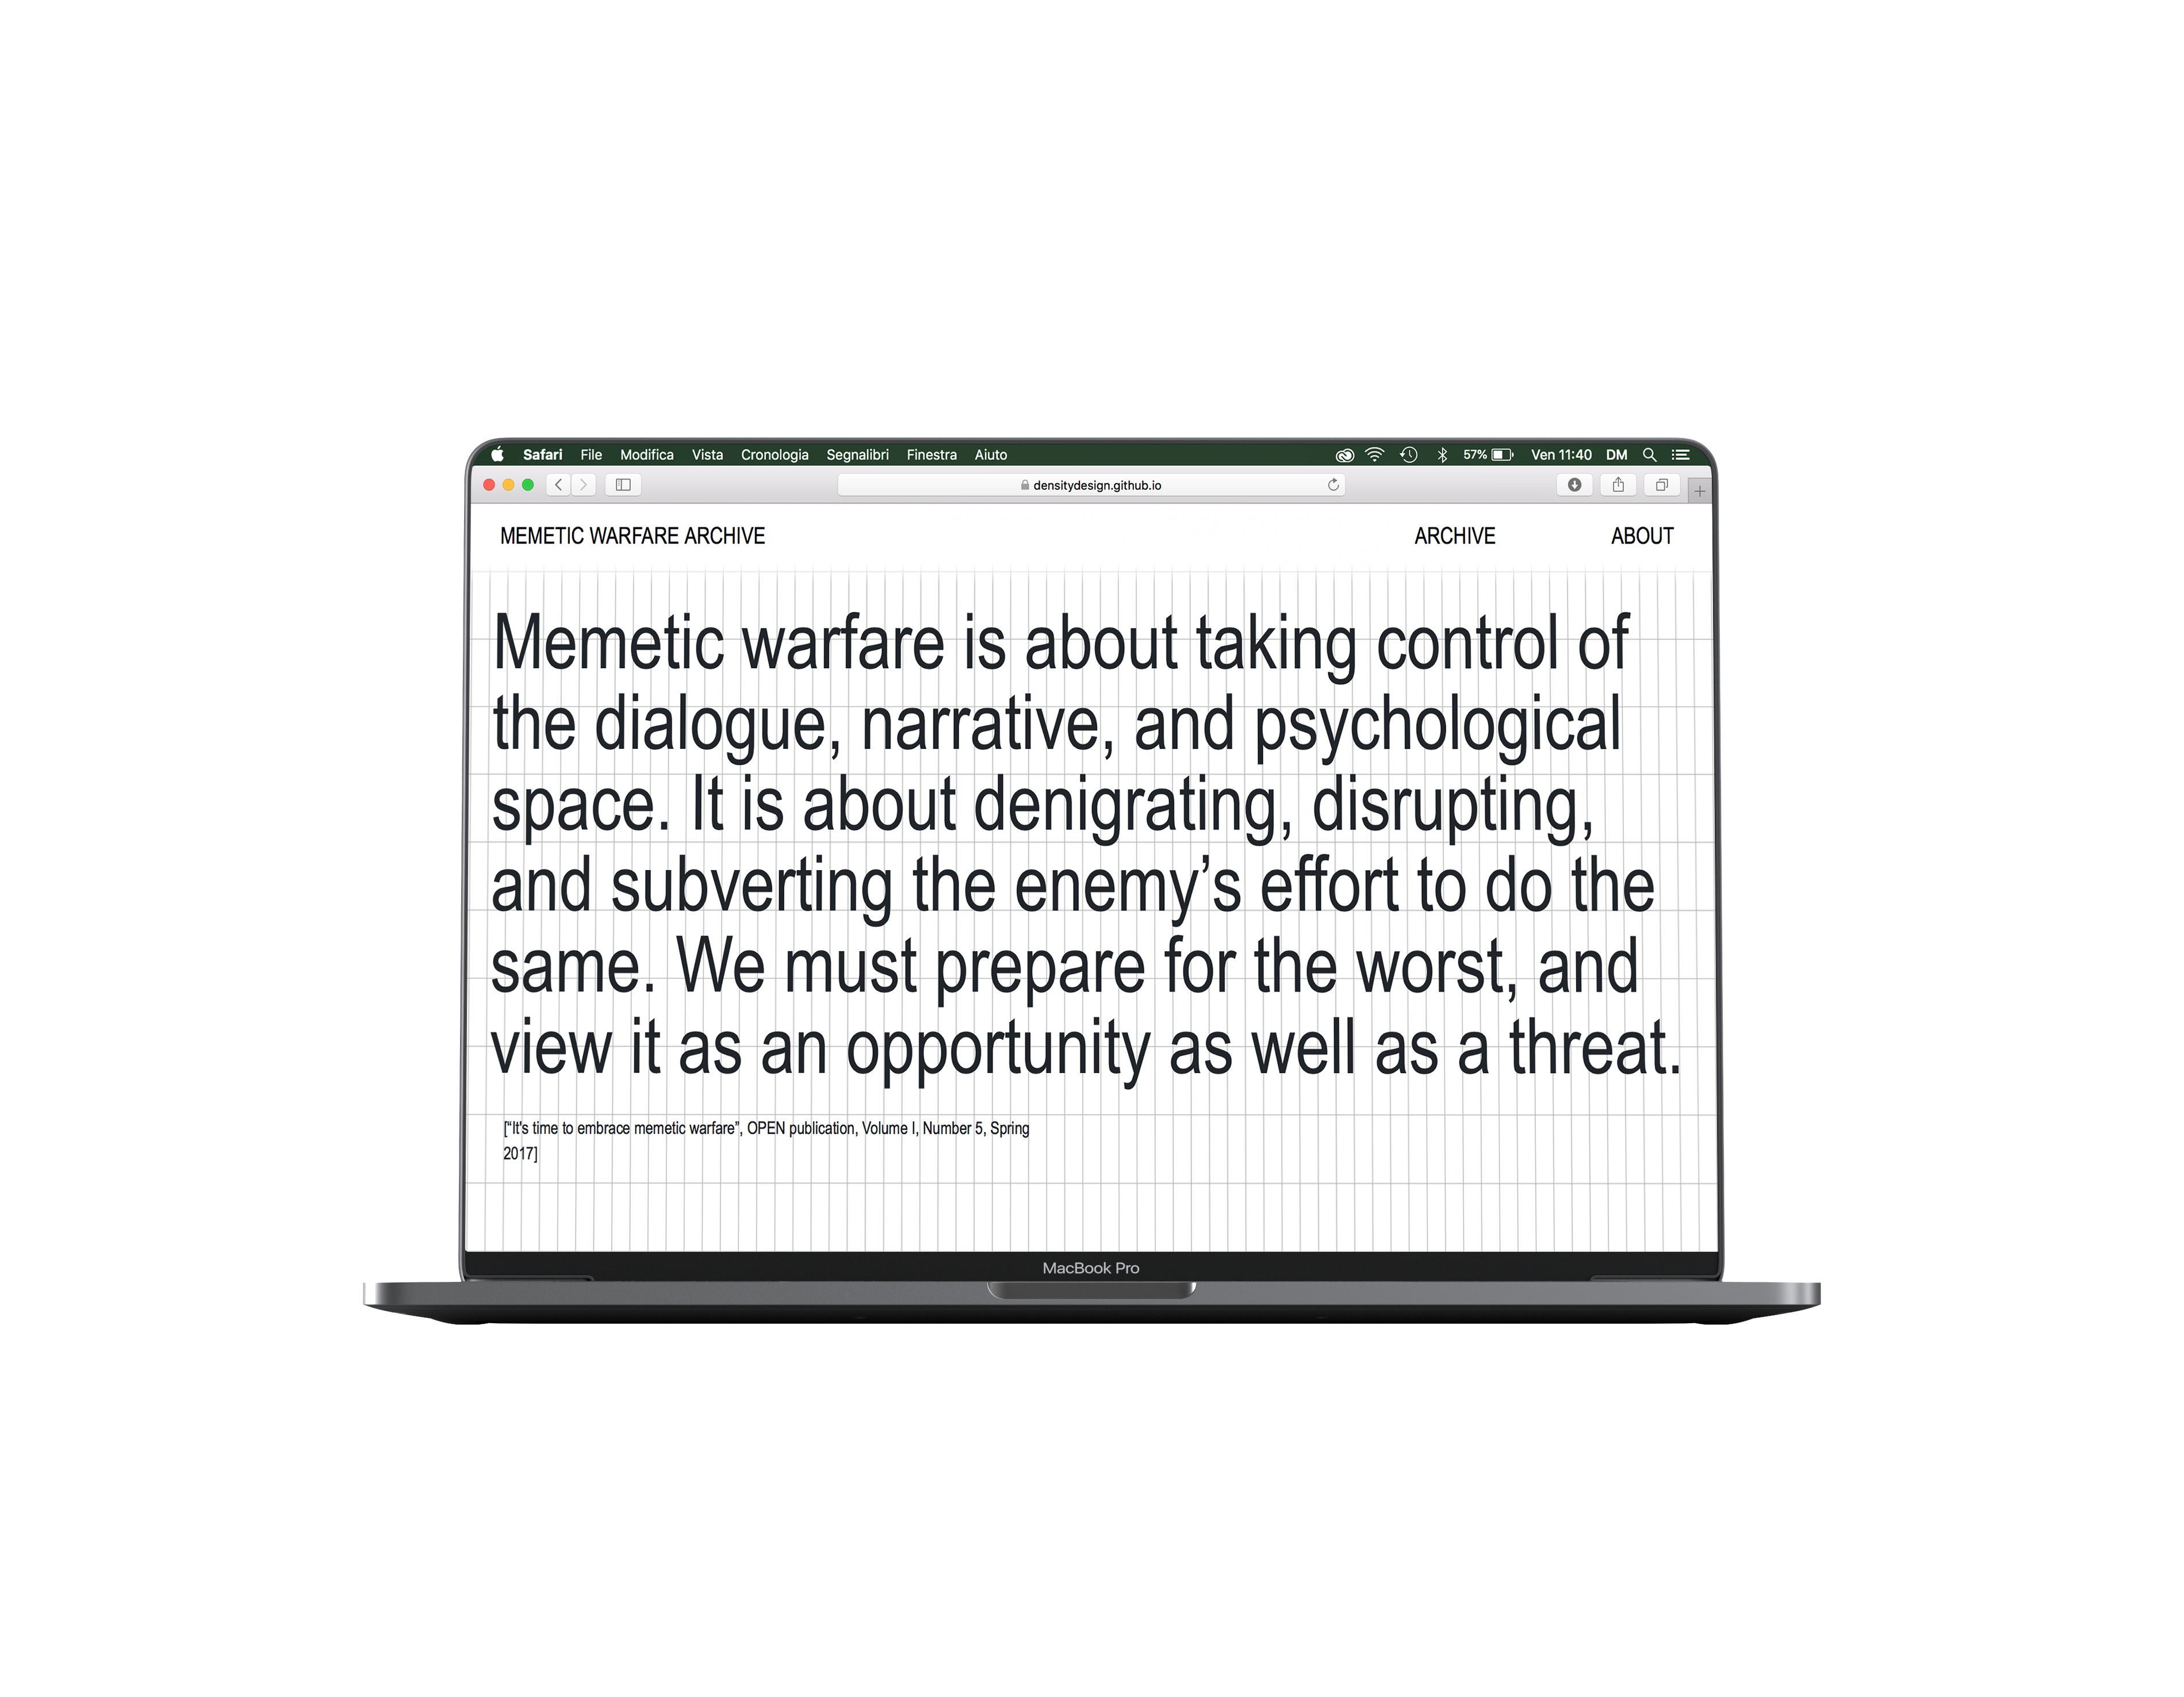 Safari File Modifica Vista Cronologia Segnalibri Finestra Aiuto 57% Ven 11:40 DM
densitydesign.github.io
MEMETIC WARFARE ARCHIVE ARCHIVE ABOUT
Memetic warfare is about taking control of
the dialogue, narrative, and psychological
space. It is about denigrating, disrupting,
and subverting the enemy’s effort to do the
same. We must prepare for the worst, and
view it as an opportunity as well as a threat.
[“It's time to embrace memetic warfare”, OPEN publication, Volume I, Number 5, Spring
2017]
MacBook Pro